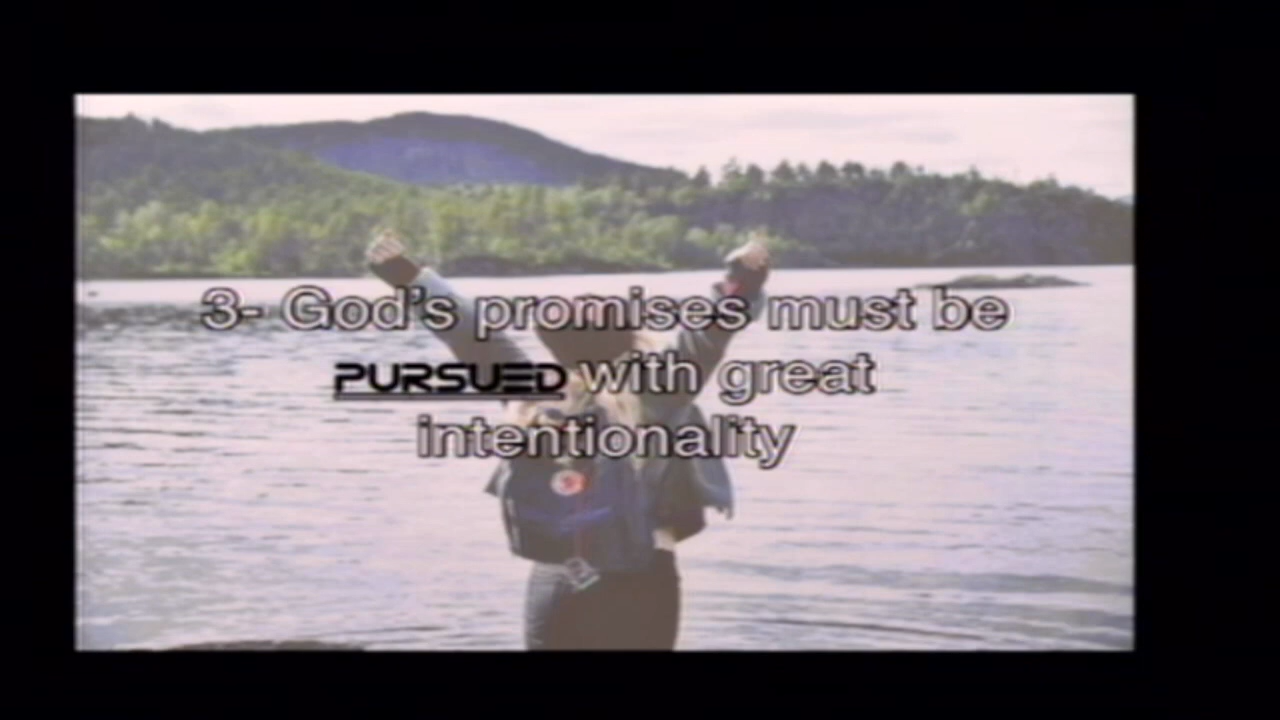 3- God's promises must be
PURSUED with great
intentionality